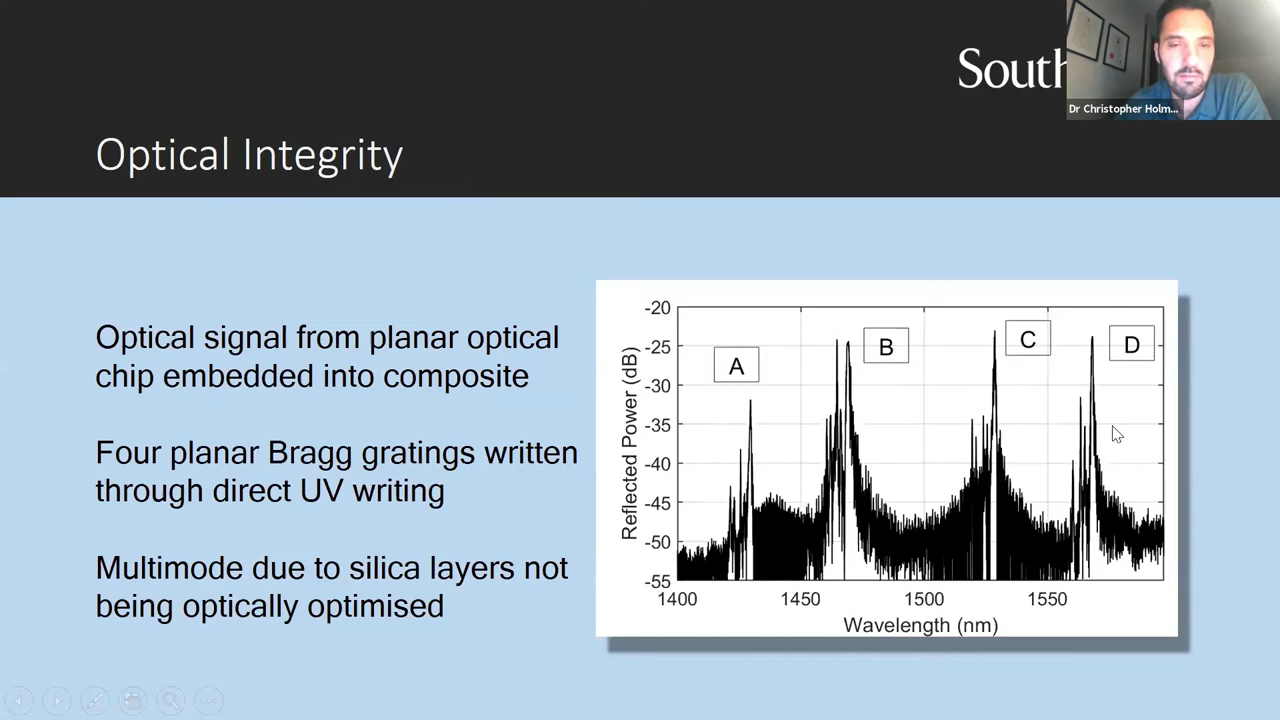 South
Dr Christopher Holm...
Optical Integrity
Optical signal from planar optical
chip embedded into composite
Four planar Bragg gratings written
through direct UV writing
Multimode due to silica layers not
being optically optimised
-20
-25
-30
-35
-40
-45
-50
-55
Reflected Power (dB)
A
B
C
D
1400
1450
1500
1550
Wavelength (nm)